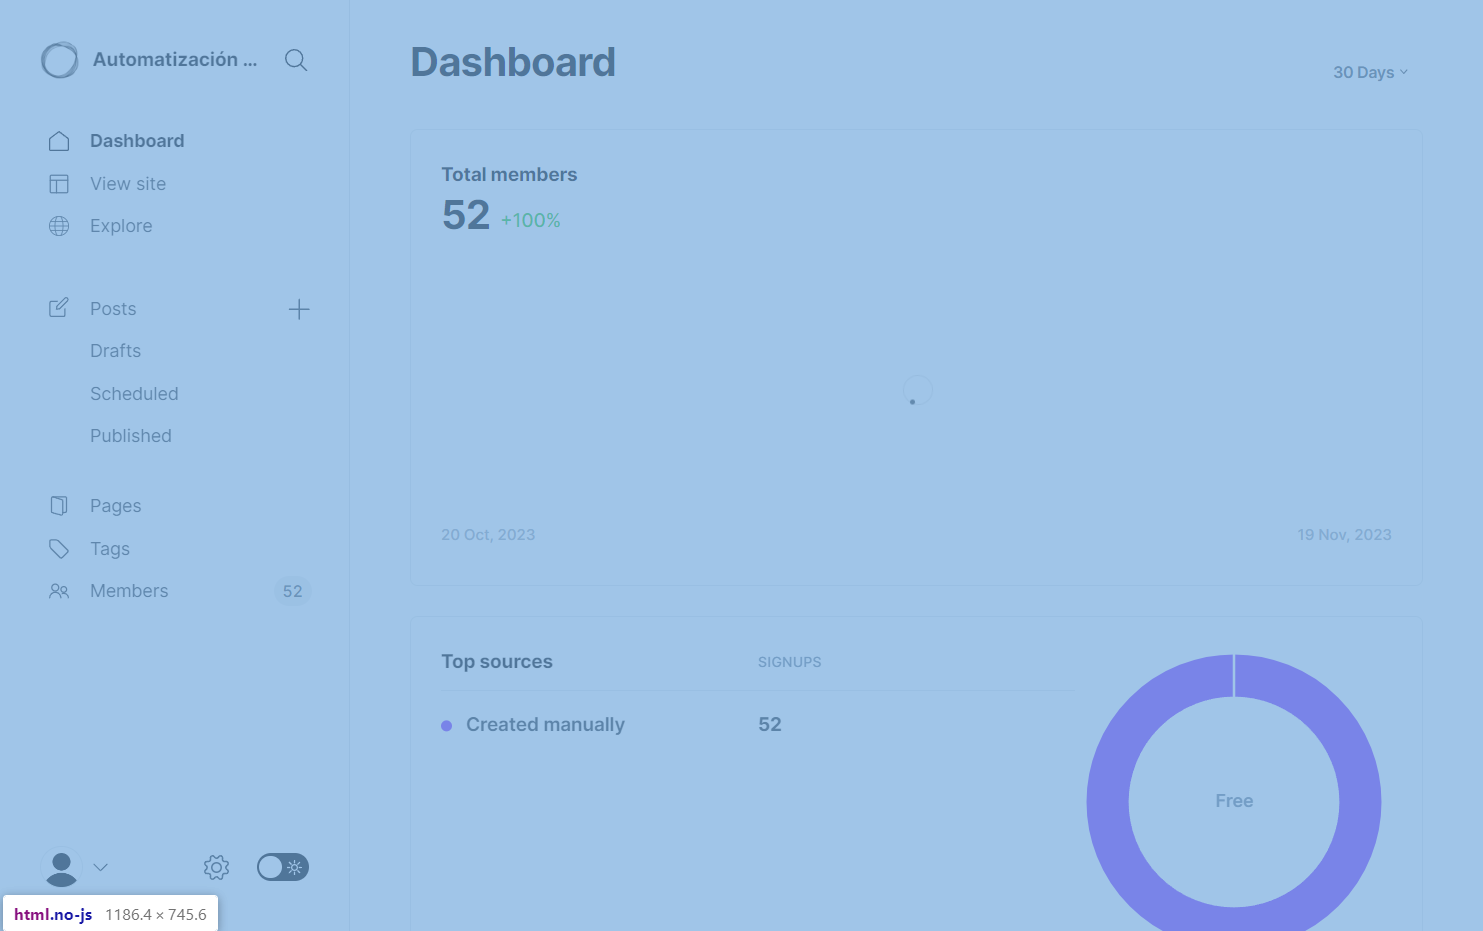 Automatización ...
Dashboard
View site
Explore
Posts
Drafts
Scheduled
Published
Pages
Tags
Members 52
Dashboard
30 Days
Total members
52 +100%
20 Oct, 2023 19 Nov, 2023
Top sources SIGNUPS
Created manually 52
Free
html.no-js 1186.4 × 745.6